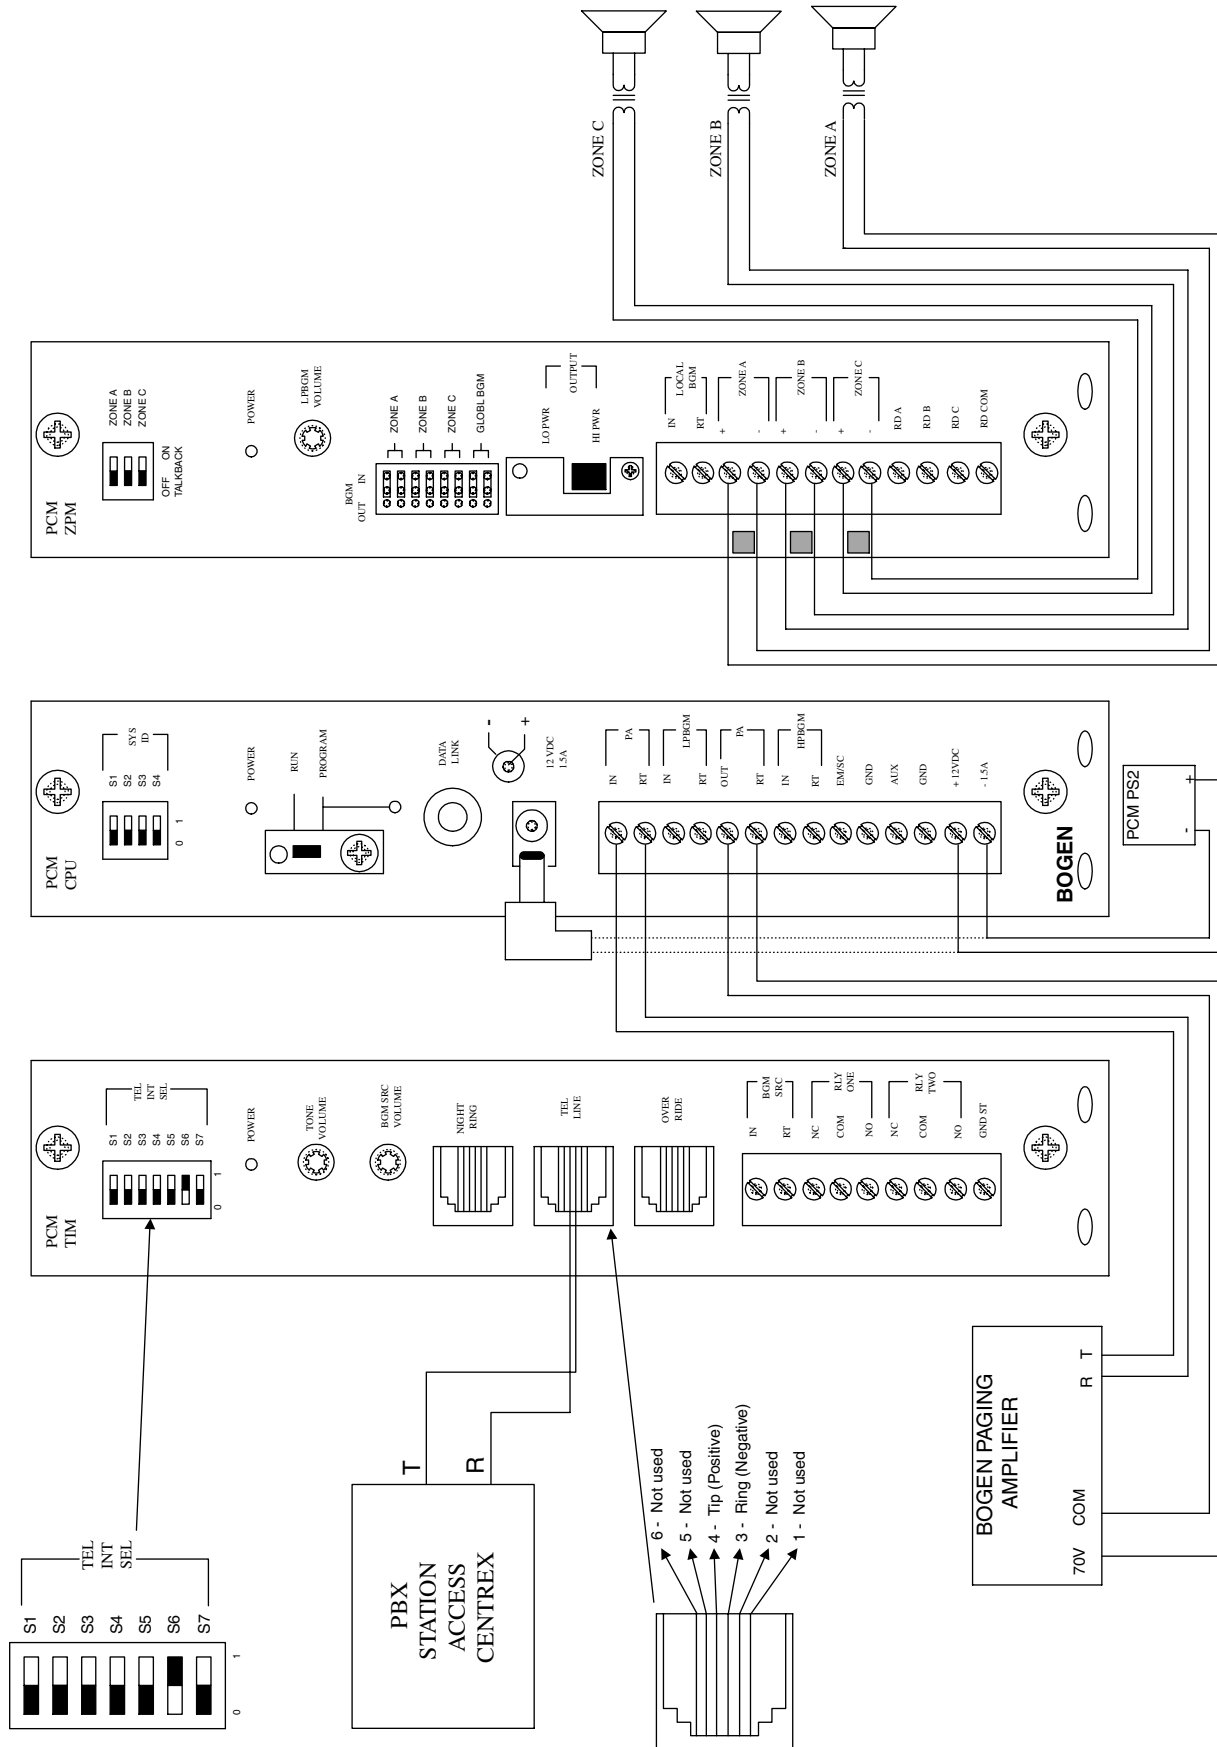 ZONE C
ZONE B
ZONE A
PCM
ZPM
ZONE A
ZONE B
ZONE C
OFF ON
TALKBACK
POWER
LPBGM
VOLUME
BGM
OUT IN
ZONE A
ZONE B
ZONE C
GLOBL BGM
LO PWR
HI PWR
OUTPUT
IN
RT
LOCAL
BGM
+
-
ZONE A
+
-
ZONE B
+
-
ZONE C
RD A
RD B
RD C
RD COM
PCM
CPU
S1
S2
S3
S4
SYS
ID
0 1
POWER
RUN
PROGRAM
DATA
LINK
-
+
12 VDC
1.5A
IN
RT
PA
IN
RT
LPBGM
OUT
RT
PA
IN
RT
HPBGM
EM/SC
GND
AUX
GND
+ 12VDC
- 1.5A
BOGEN
PCM PS2
- +
PCM
TIM
S1
S2
S3
S4
S5
S6
S7
TEL
INT
SEL
0 1
POWER
TONE
VOLUME
BGM SRC
VOLUME
NIGHT
RING
TEL
LINE
OVER
RIDE
IN
RT
BGM
SRC
NC
COM
NO
RLY
ONE
NC
COM
NO
RLY
TWO
GND ST
S1
S2
S3
S4
S5
S6
S7
TEL
INT
SEL
0 1
PBX
STATION
ACCESS
CENTREX
T
R
6 - Not used
5 - Not used
4 - Tip (Positive)
3 - Ring (Negative)
2 - Not used
1 - Not used
BOGEN PAGING
AMPLIFIER
70V COM R T